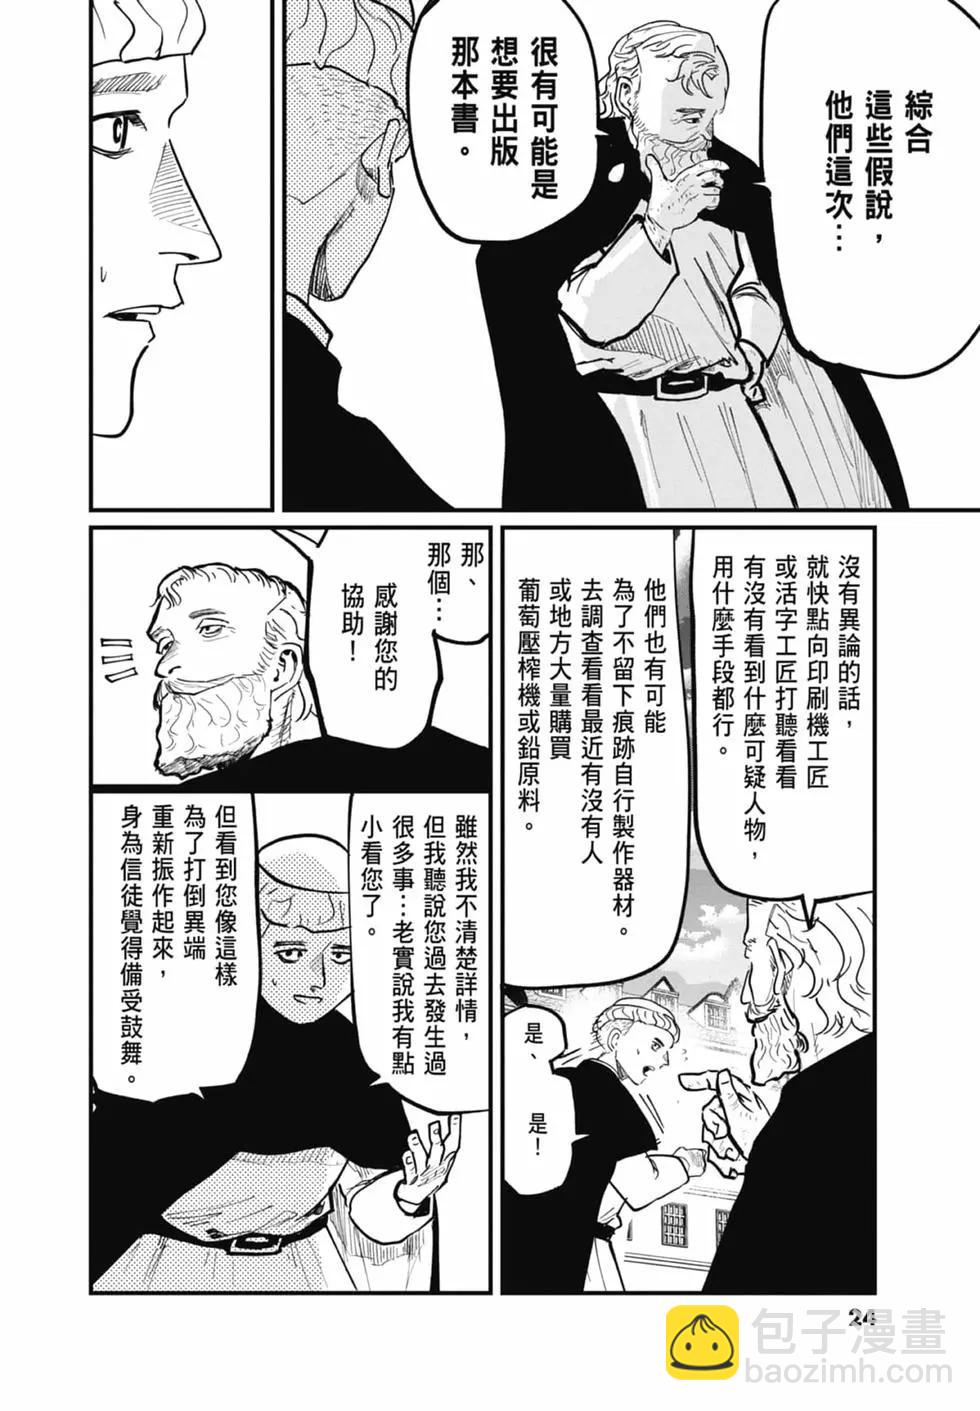 綜合
這些假說，
他們這次…
很有可能是
想要出版
那本書。
沒有異論的話，
就快點向印刷機工匠
或活字工匠打聽看看
有沒有看到什麼可疑人物，
用什麼手段都行。
他們也有可能
為了不留下痕跡自行製作器材。
去調查看看最近有沒有人
或地方大量購買
葡萄壓榨機或鉛原料。
是、
是！
那、
那個…
感謝您的
協助！
雖然我不清楚詳情，
但我聽說您過去發生過
很多事…老實說我有點
小看您了。
但看到您像這樣
為了打倒異端
重新振作起來，
身為信徒覺得備受鼓舞。
24
包子漫畫
baozimh.com